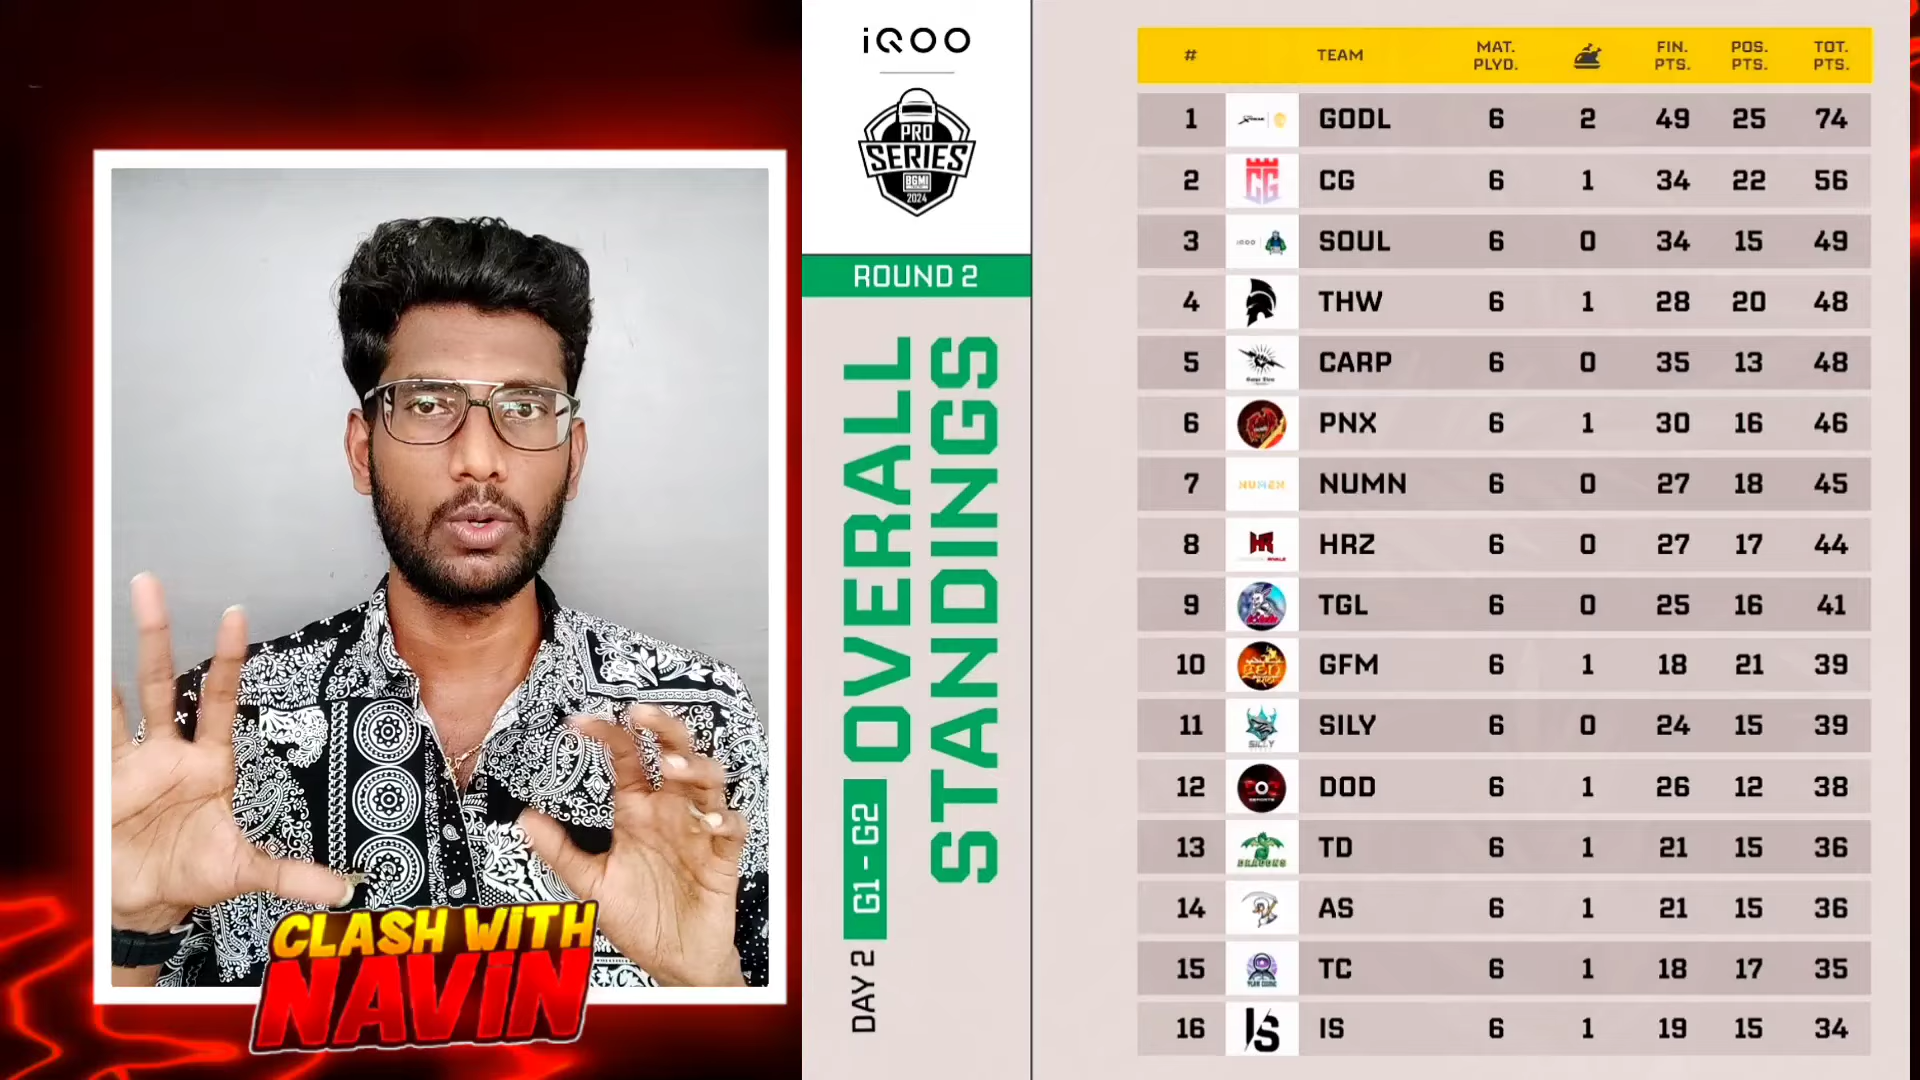 CLASH WITH
NAVIN
iQOO
PRO
SERIES
BGMI
2024
ROUND 2
OVERALL
STANDINGS
DAY 2 G1 - G2
# TEAM MAT. PLYD. FIN. PTS. POS. PTS. TOT. PTS.
1 GODL 6 2 49 25 74
2 CG CG 6 1 34 22 56
3 iQOO SOUL 6 0 34 15 49
4 THW 6 1 28 20 48
5 CARP 6 0 35 13 48
6 PNX 6 1 30 16 46
7 NUMEN NUMN 6 0 27 18 45
8 HR HRZ 6 0 27 17 44
9 TGL 6 0 25 16 41
10 GFM 6 1 18 21 39
11 SILLY SILY 6 0 24 15 39
12 DOD 6 1 26 12 38
13 DRAGONS TD 6 1 21 15 36
14 AS 6 1 21 15 36
15 TC 6 1 18 17 35
16 IS IS 6 1 19 15 34